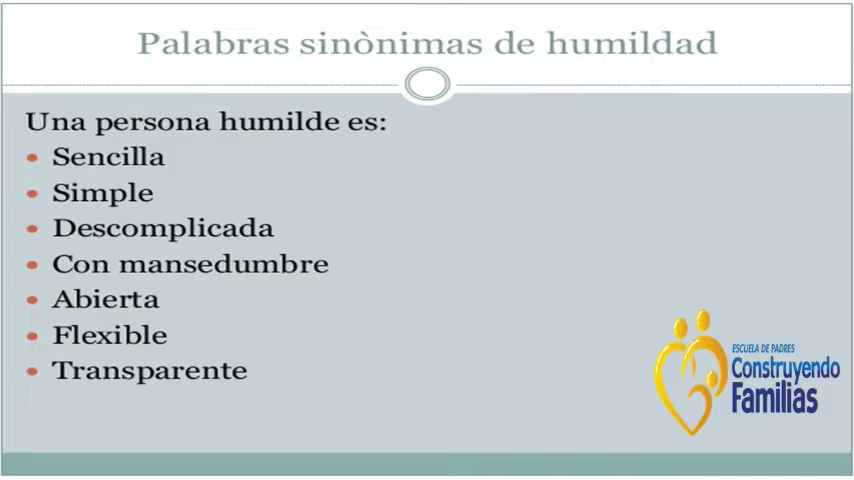 Palabras sinònimas de humildad
Una persona humilde es:
• Sencilla
• Simple
• Descomplicada
• Con mansedumbre
• Abierta
• Flexible
• Transparente
ESCUELA DE PADRES
Construyendo
Familias